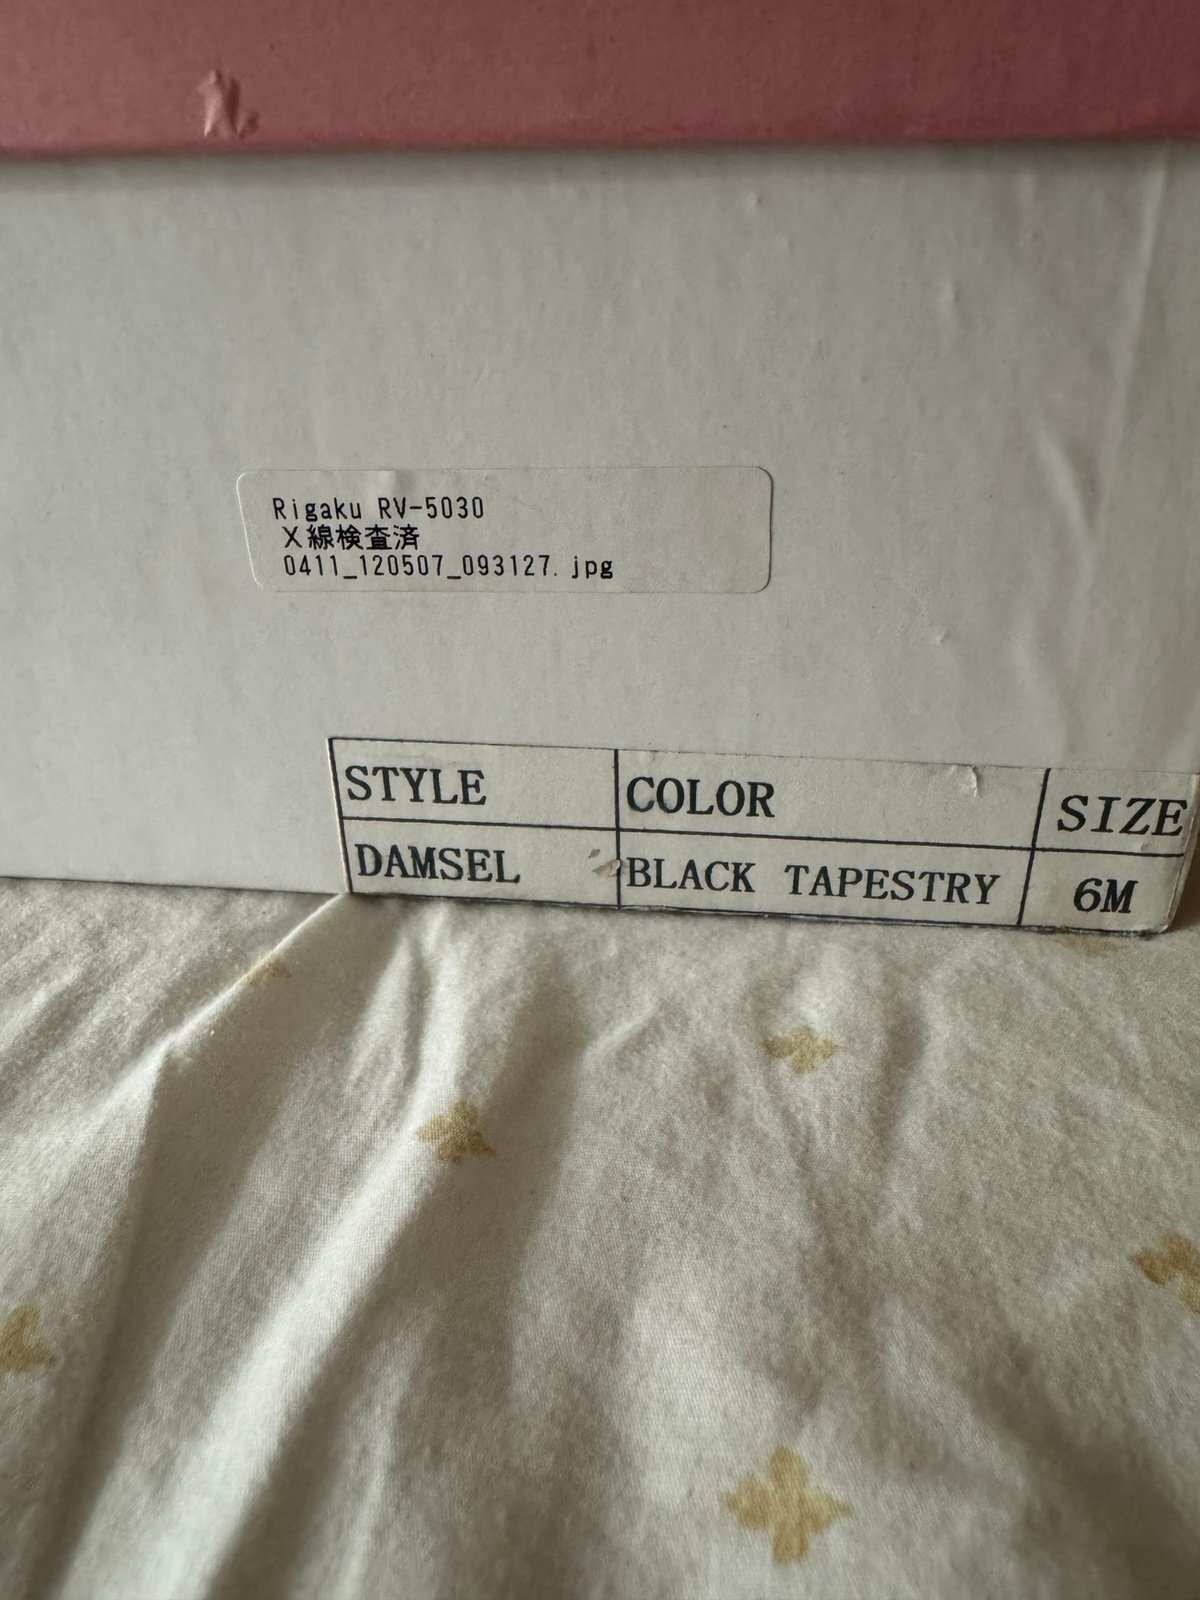 Rigaku RV-5030
X線検査済
0411_120507_093127.jpg
STYLE COLOR SIZE
DAMSEL BLACK TAPESTRY 6M